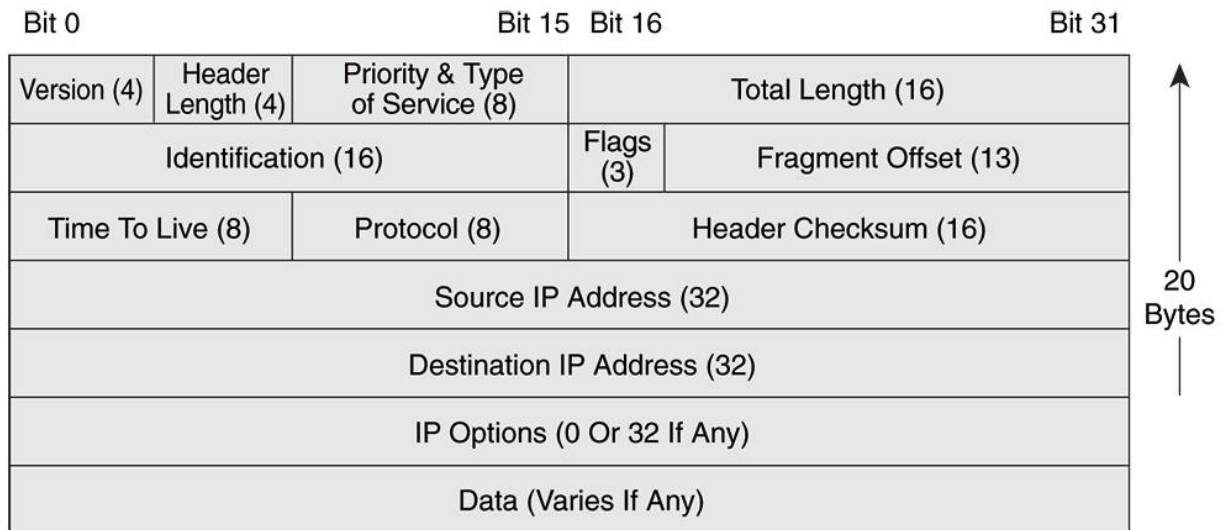 Bit 0 Bit 15 Bit 16 Bit 31
Version (4)
Header
Length (4)
Priority & Type
of Service (8)
Total Length (16)
Identification (16)
Flags
(3)
Fragment Offset (13)
Time To Live (8)
Protocol (8)
Header Checksum (16)
Source IP Address (32)
20
Bytes
Destination IP Address (32)
IP Options (0 Or 32 If Any)
Data (Varies If Any)